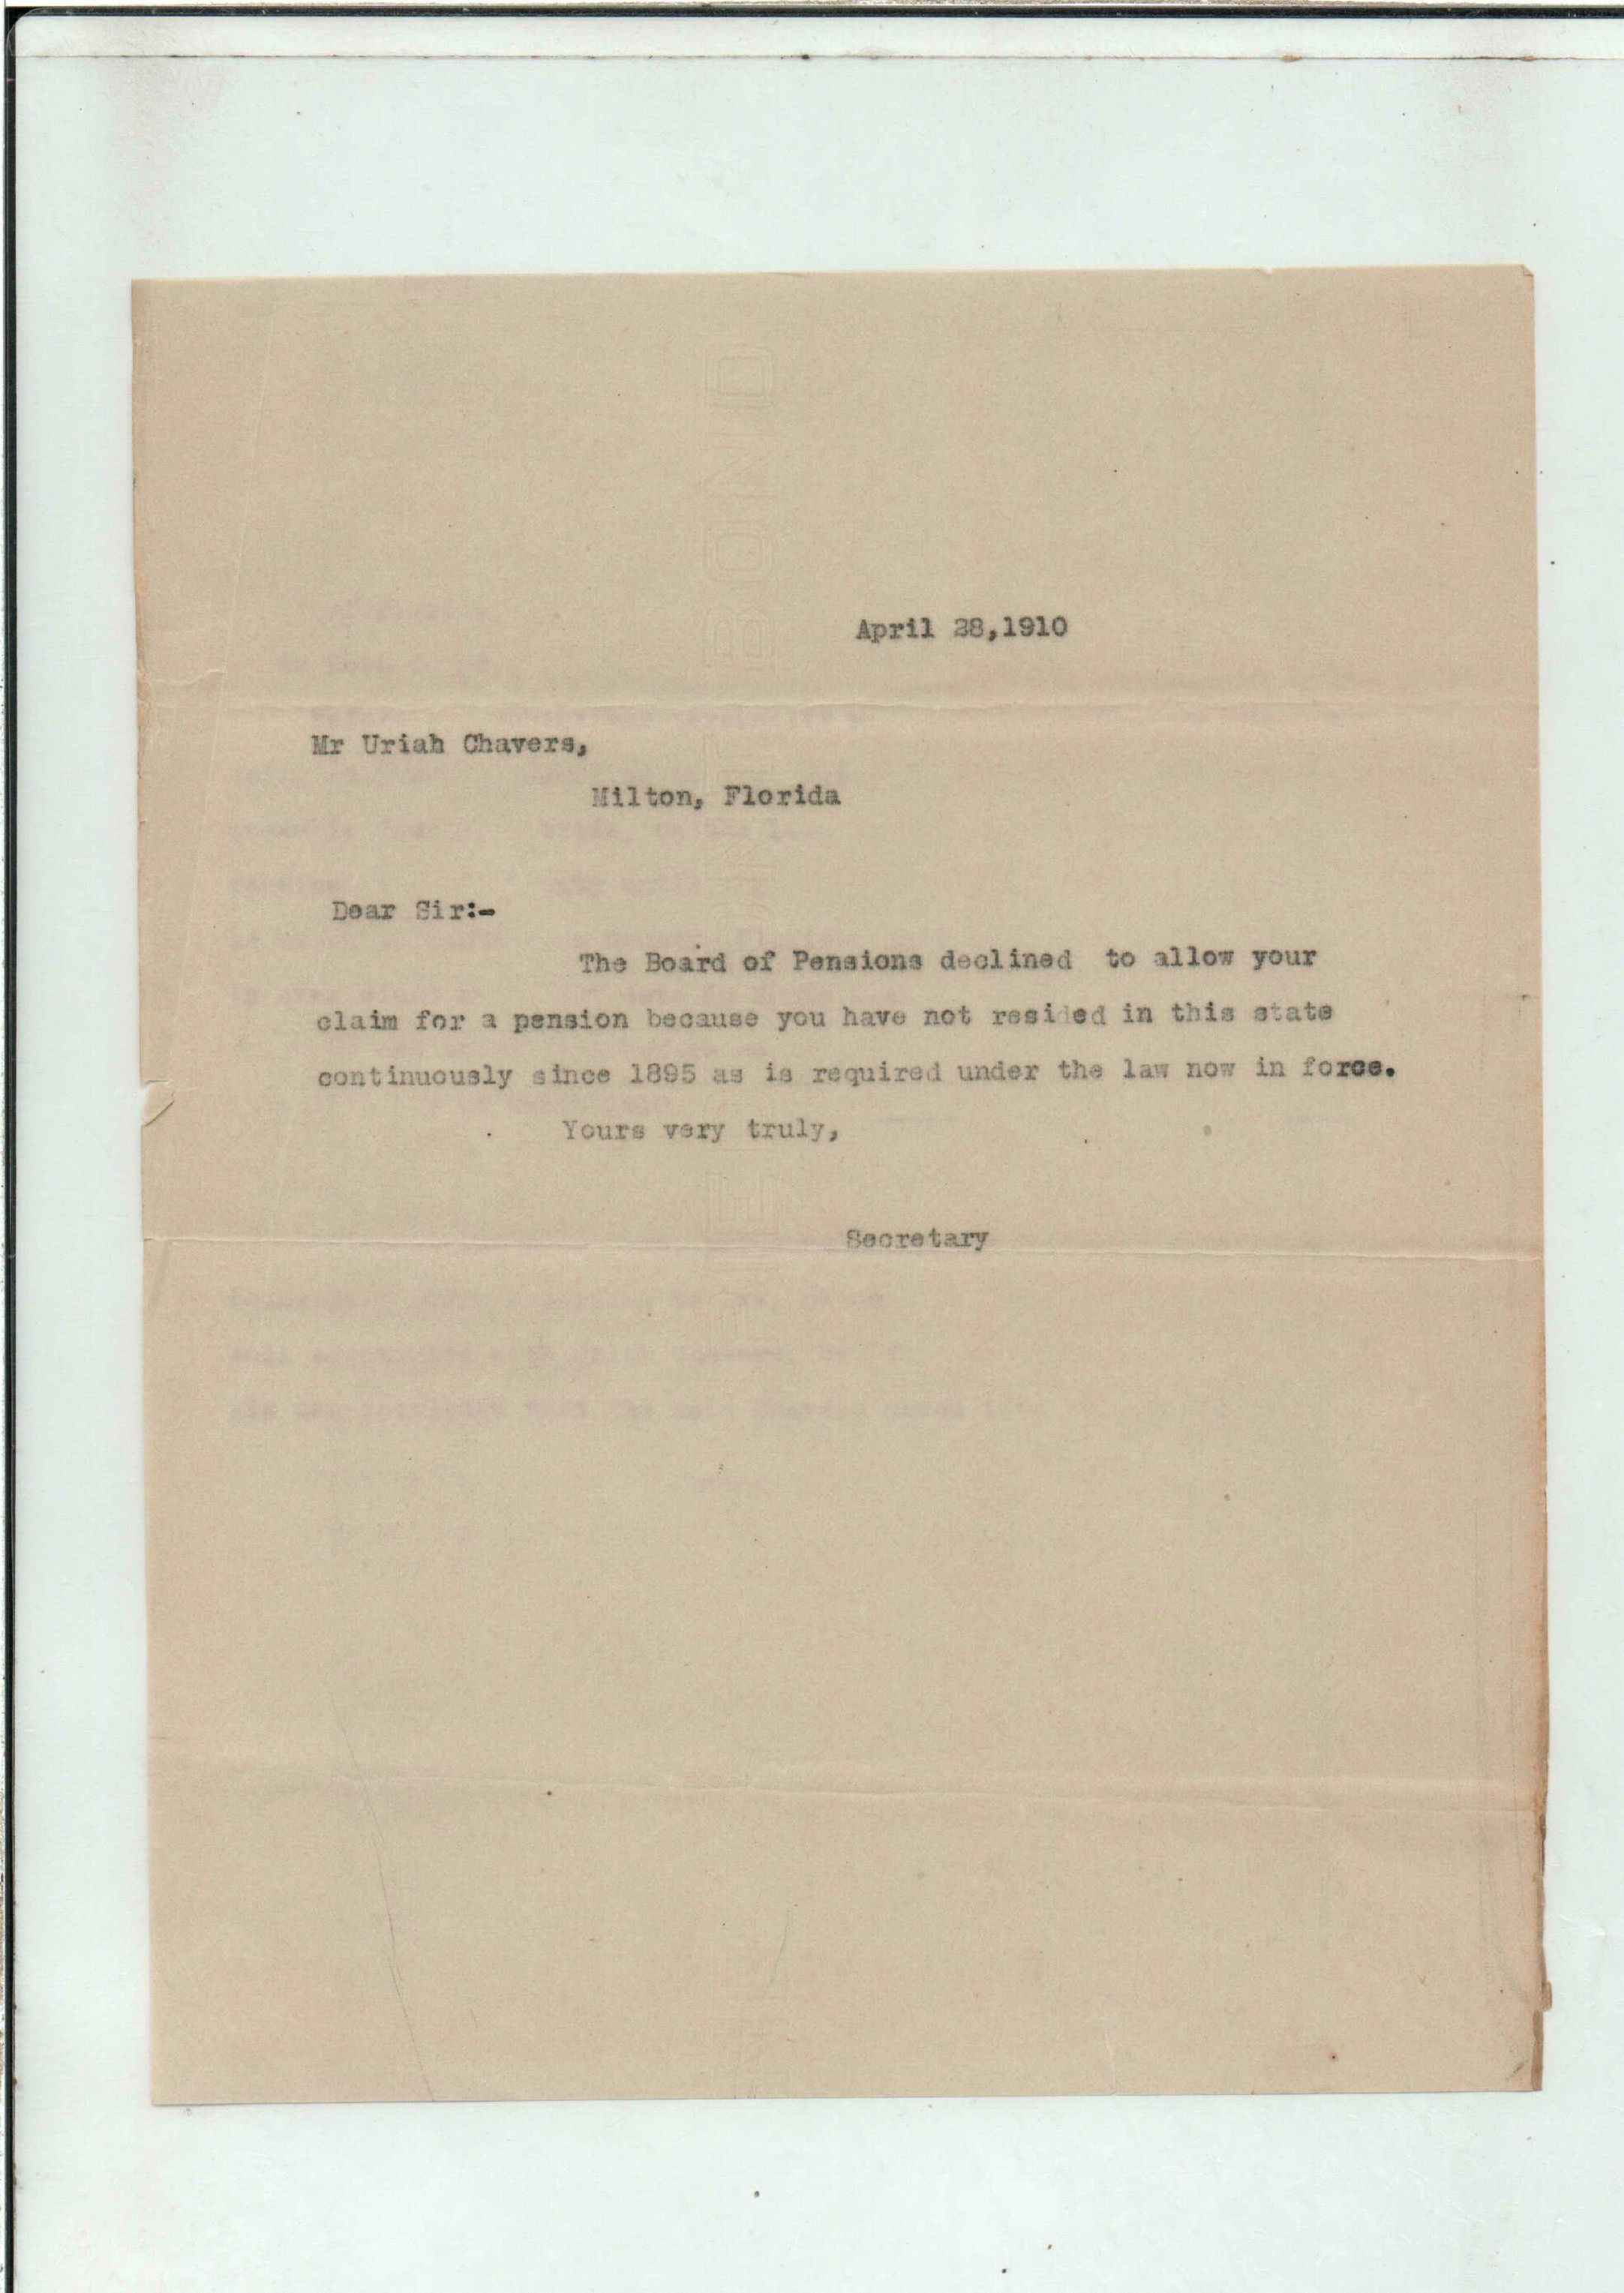 April 28,1910
Mr Uriah Chavers,
Milton, Florida
Dear Sir:-
The Board of Pensions declined to allow your
claim for a pension because you have not resided in this state
continuously since 1895 as is required under the law now in force.
Yours very truly,
Secretary
BOND